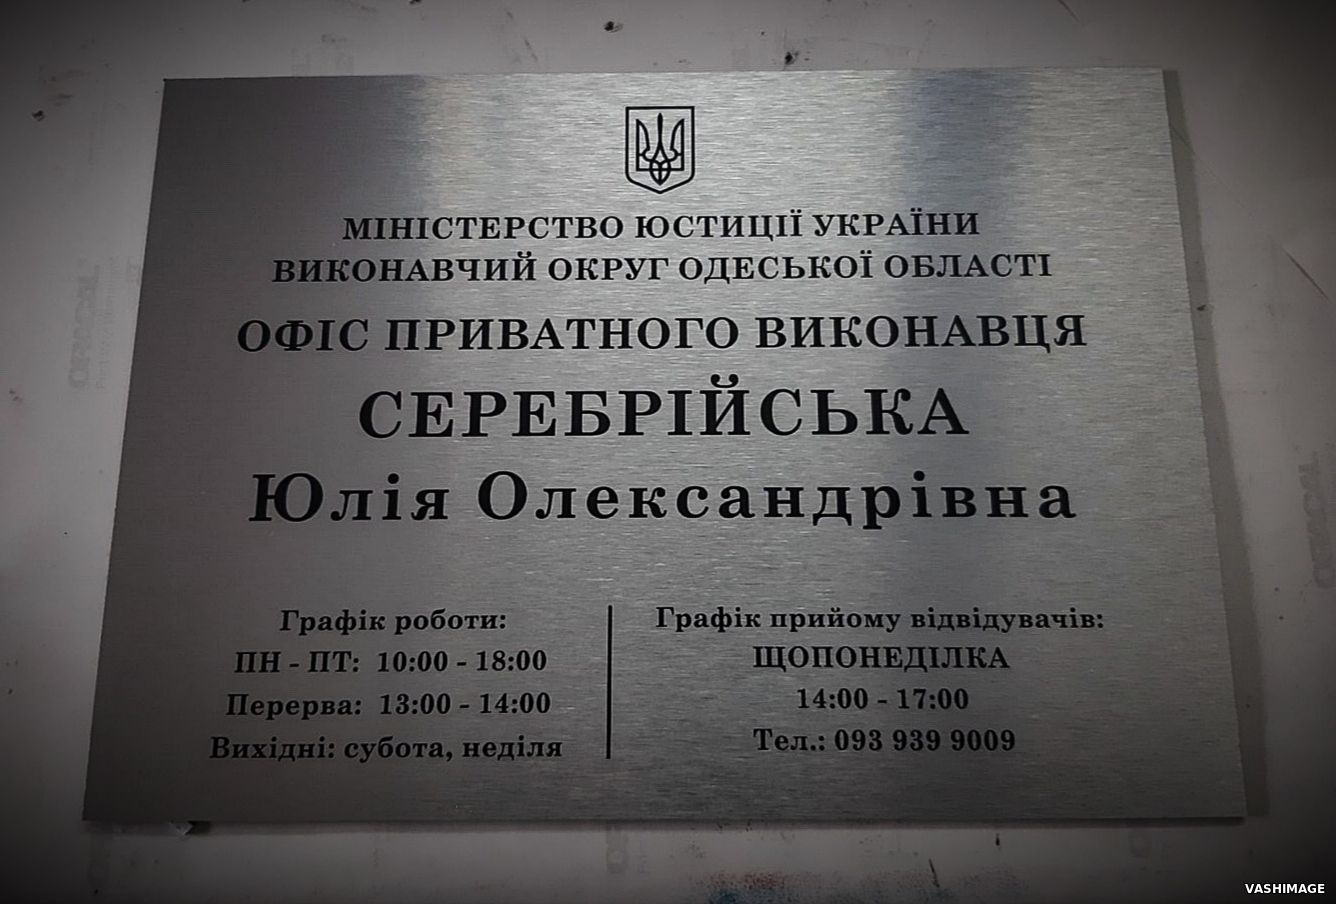 МІНІСТЕРСТВО ЮСТИЦІЇ УКРАЇНИ
ВИКОНАВЧИЙ ОКРУГ ОДЕСЬКОЇ ОБЛАСТІ
ОФІС ПРИВАТНОГО ВИКОНАВЦЯ
СЕРЕБРІЙСЬКА
Юлія Олександрівна
Графік роботи:
ПН - ПТ: 10:00 - 18:00
Перерва: 13:00 - 14:00
Вихідні: субота, неділя
Графік прийому відвідувачів:
ЩОПОНЕДІЛКА
14:00 - 17:00
Тел.: 093 939 9009
ORACAL
VASHIMAGE